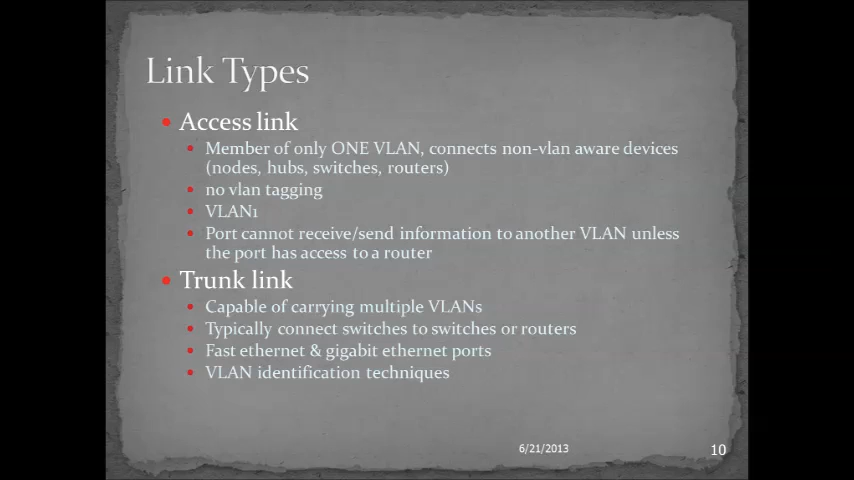 Link Types
Access link
Member of only ONE VLAN, connects non-vlan aware devices
(nodes, hubs, switches, routers)
no vlan tagging
VLAN1
Port cannot receive/send information to another VLAN unless
the port has access to a router
Trunk link
Capable of carrying multiple VLANs
Typically connect switches to switches or routers
Fast ethernet & gigabit ethernet ports
VLAN identification techniques
6/21/2013
10